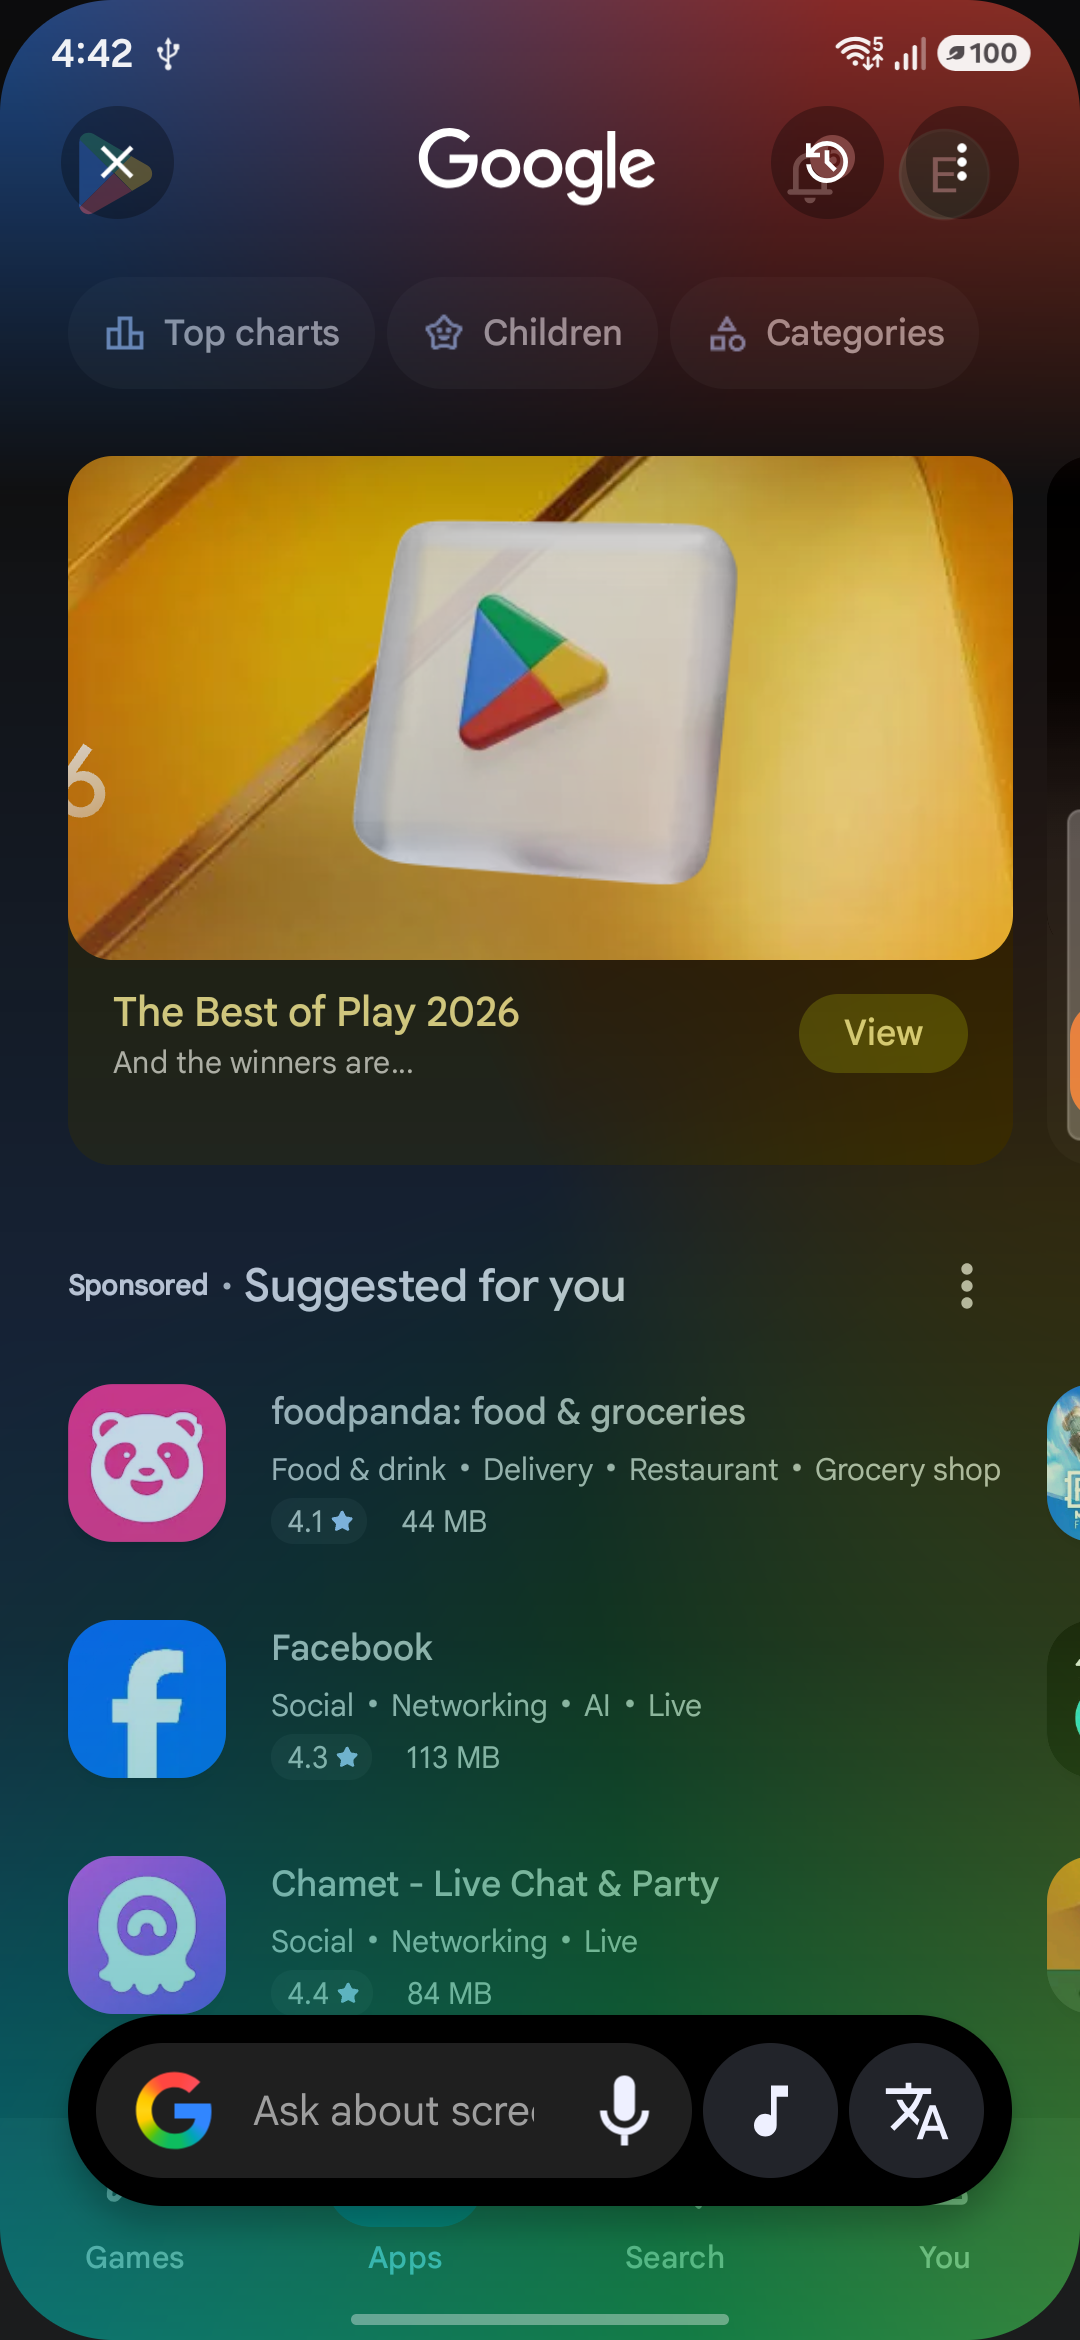 4:42
5
100
Google
E
Top charts
Children
Categories
6
The Best of Play 2026
And the winners are...
View
Sponsored • Suggested for you
foodpanda: food & groceries
Food & drink • Delivery • Restaurant • Grocery shop
4.1 44 MB
Facebook
Social • Networking • AI • Live
4.3 113 MB
Chamet - Live Chat & Party
Social • Networking • Live
4.4 84 MB
Ask about scre
Games
Apps
Search
You